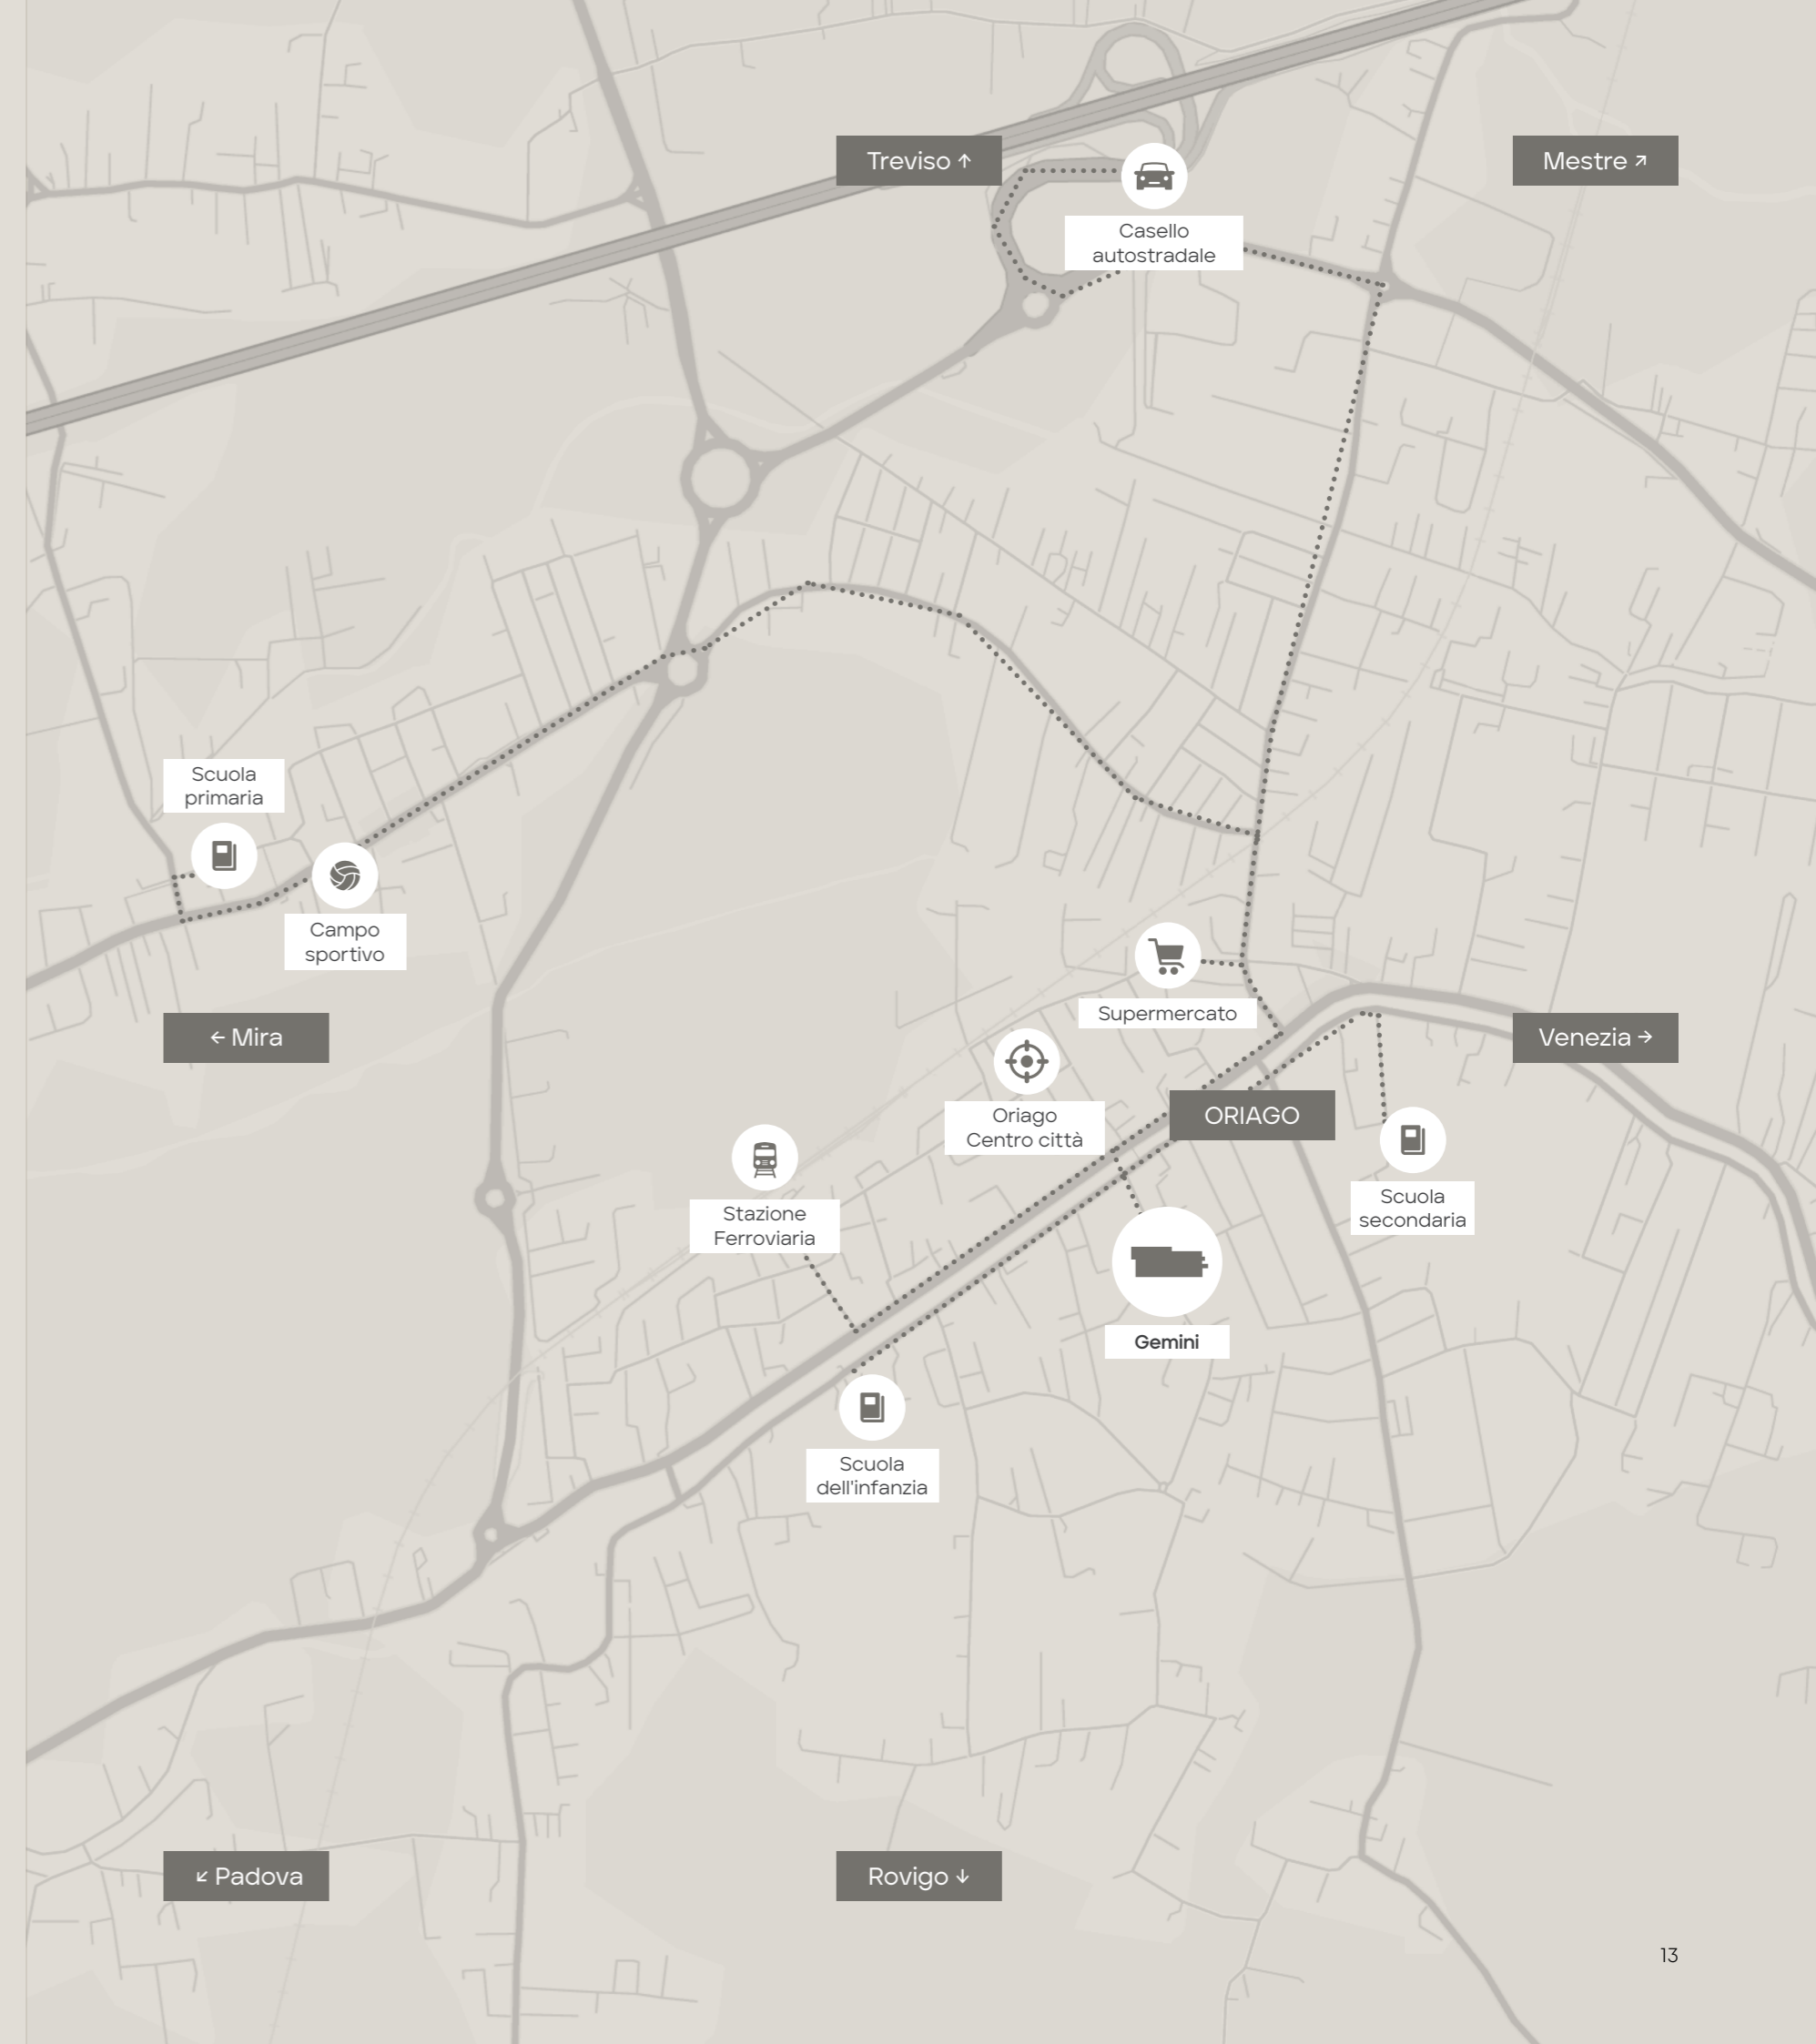 Treviso ↑
Mestre ↗
Casello
autostradale
Scuola
primaria
Campo
sportivo
← Mira
Supermercato
Venezia →
Oriago
Centro città
ORIAGO
Stazione
Ferroviaria
Scuola
secondaria
Gemini
Scuola
dell'infanzia
↙ Padova
Rovigo ↓
13